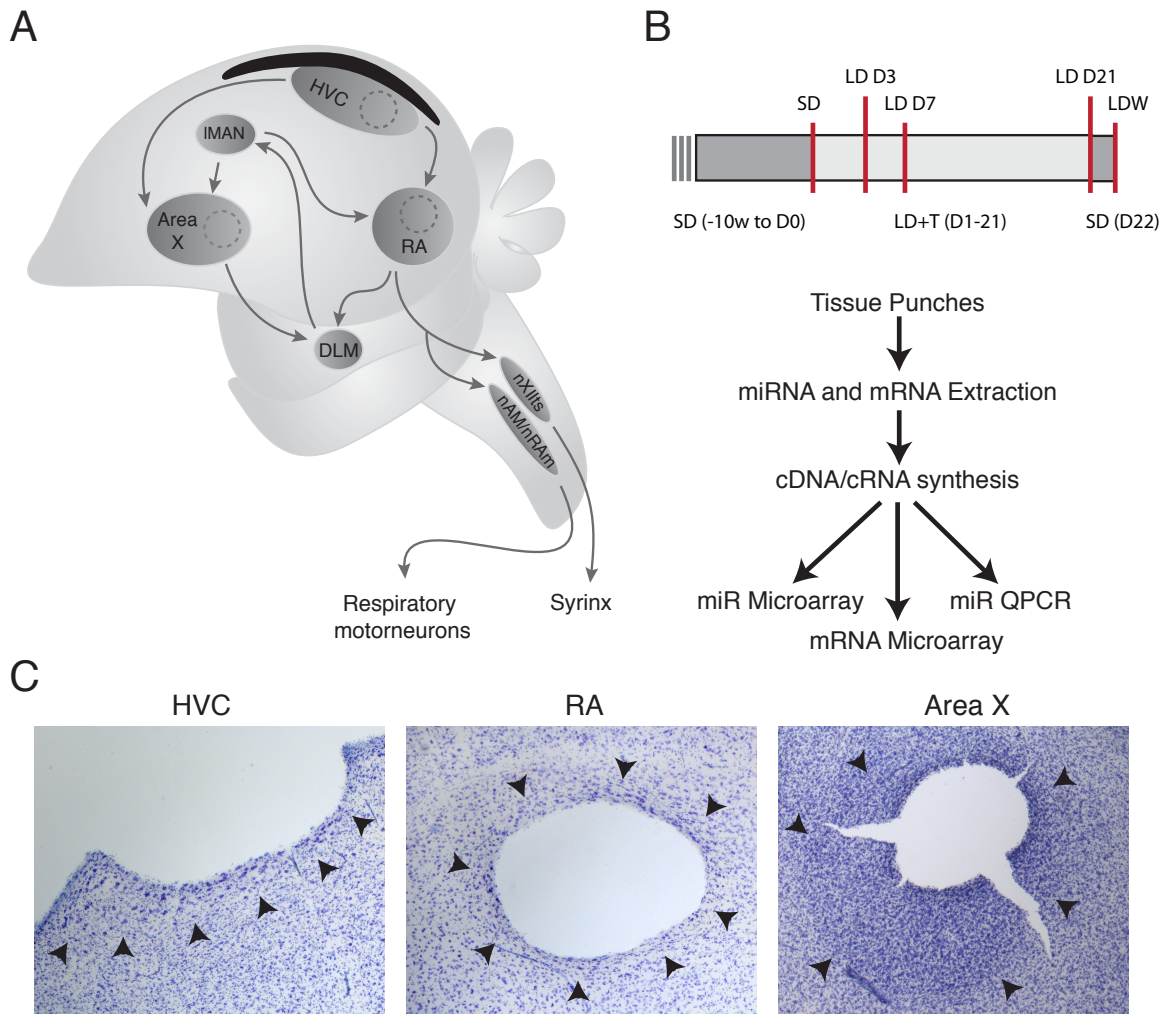 A
HVC
lMAN
Area
X
RA
DLM
nXIIts
nAM/nRAm
Respiratory
motorneurons
Syrinx
B
LD D3
LD D21
SD
LD D7
LDW
SD (-10w to D0)
LD+T (D1-21)
SD (D22)
Tissue Punches
miRNA and mRNA Extraction
cDNA/cRNA synthesis
miR Microarray
miR QPCR
mRNA Microarray
C
HVC
RA
Area X